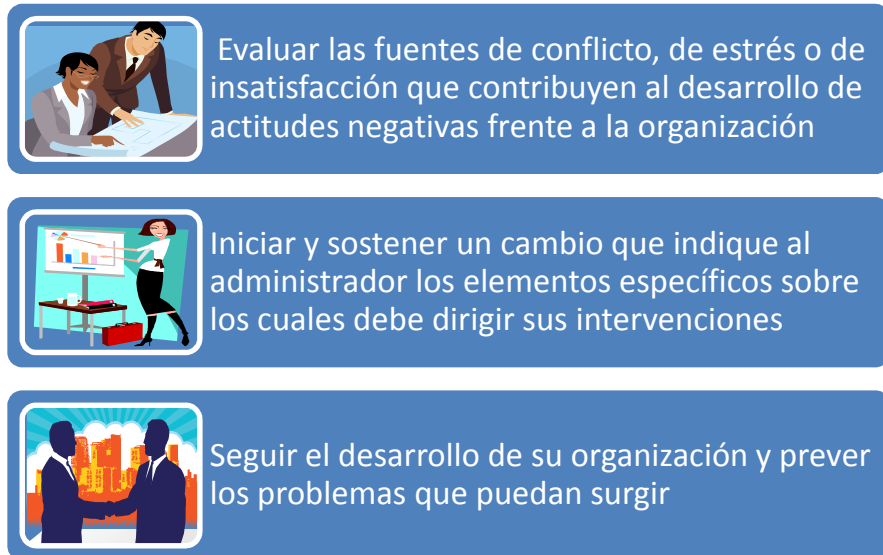 Evaluar las fuentes de conflicto, de estrés o de
insatisfacción que contribuyen al desarrollo de
actitudes negativas frente a la organización
Iniciar y sostener un cambio que indique al
administrador los elementos específicos sobre
los cuales debe dirigir sus intervenciones
Seguir el desarrollo de su organización y prever
los problemas que puedan surgir